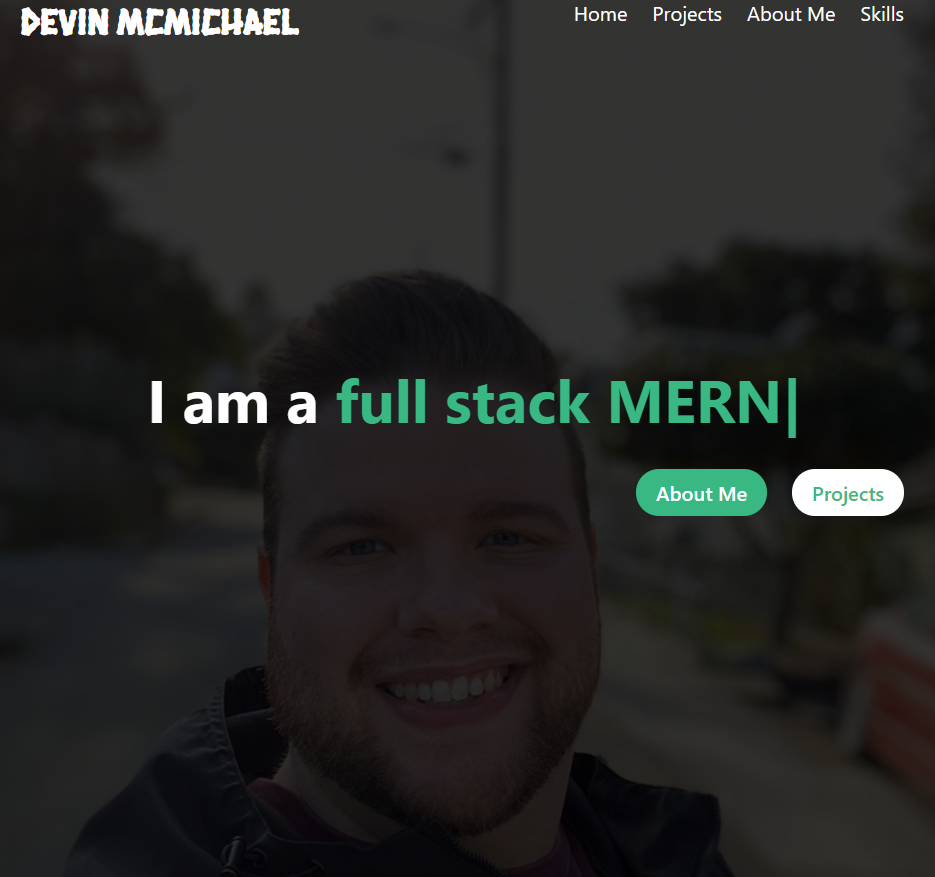 DEVIN MCMICHAEL
Home Projects About Me Skills
I am a full stack MERN|
About Me Projects